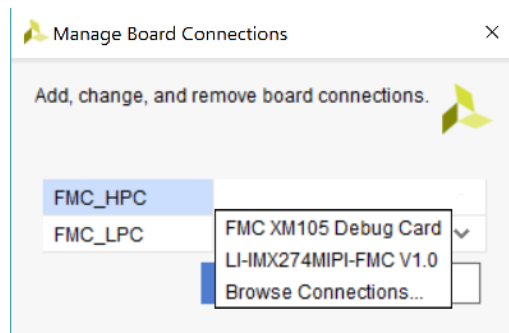 Manage Board Connections
Add, change, and remove board connections.
FMC_HPC
FMC_LPC
FMC XM105 Debug Card
LI-IMX274MIPI-FMC V1.0
Browse Connections...